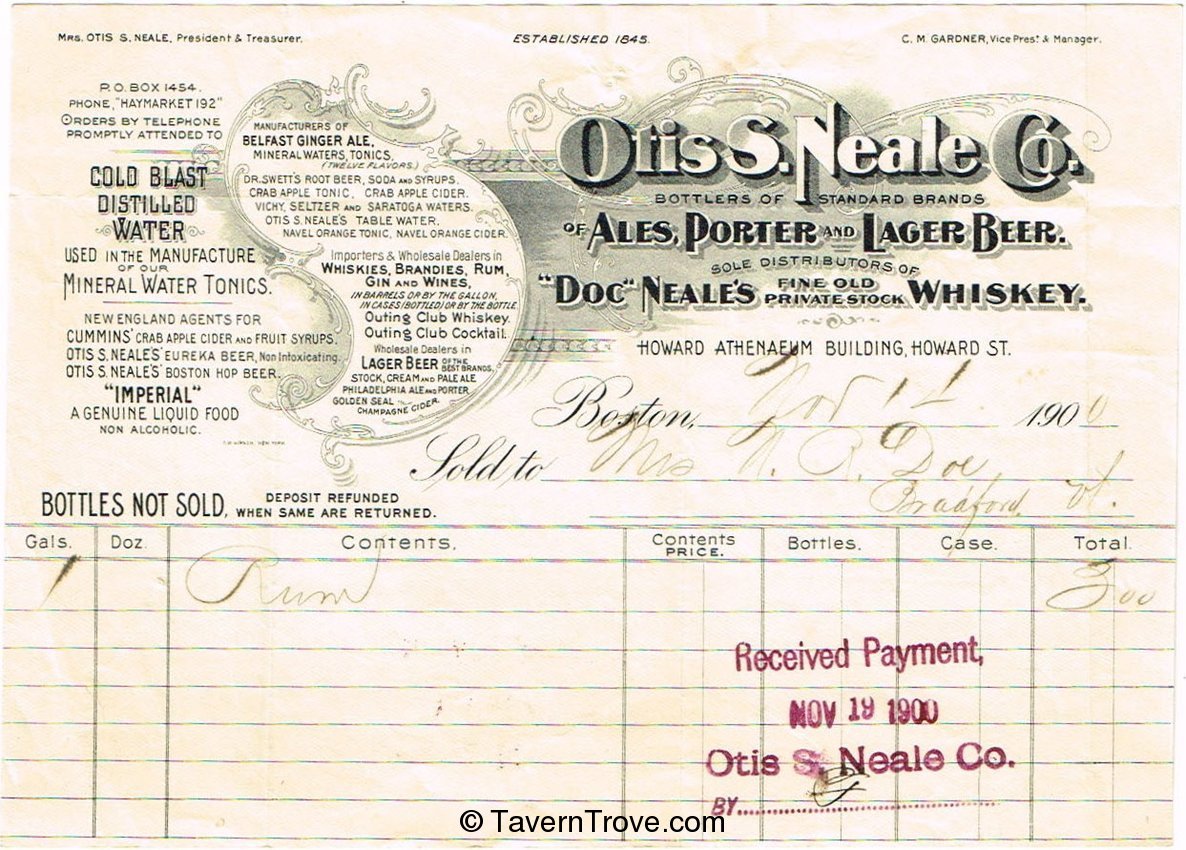 MRS. OTIS S. NEALE, President & Treasurer.
ESTABLISHED 1845.
C. M. GARDNER, Vice Prest. & Manager.
P.O. BOX 1454.
PHONE, "HAYMARKET 192"
ORDERS BY TELEPHONE
PROMPTLY ATTENDED TO
COLD BLAST
DISTILLED
WATER
USED IN THE MANUFACTURE
OF OUR
MINERAL WATER TONICS.
NEW ENGLAND AGENTS FOR
CUMMINS' CRAB APPLE CIDER AND FRUIT SYRUPS.
OTIS S. NEALES' EUREKA BEER, Non Intoxicating.
OTIS S. NEALES' BOSTON HOP BEER.
"IMPERIAL"
A GENUINE LIQUID FOOD
NON ALCOHOLIC.
MANUFACTURERS OF
BELFAST GINGER ALE,
MINERAL WATERS, TONICS.
(TWELVE FLAVORS.)
DR. SWETT'S ROOT BEER, SODA AND SYRUPS.
CRAB APPLE TONIC. CRAB APPLE CIDER.
VICHY, SELTZER AND SARATOGA WATERS.
OTIS S. NEALE'S TABLE WATER.
NAVEL ORANGE TONIC, NAVEL ORANGE CIDER.
Importers & Wholesale Dealers in
WHISKIES, BRANDIES, RUM,
GIN AND WINES,
IN BARRELS OR BY THE GALLON,
IN CASES (BOTTLED) OR BY THE BOTTLE
Outing Club Whiskey.
Outing Club Cocktail.
Wholesale Dealers in
LAGER BEER OF THE BEST BRANDS.
STOCK, CREAM AND PALE ALE
PHILADELPHIA ALE AND PORTER
GOLDEN SEAL
CHAMPAGNE CIDER.
Otis S. Neale Co.
BOTTLERS OF STANDARD BRANDS
OF ALES, PORTER AND LAGER BEER.
SOLE DISTRIBUTORS OF
"DOC" NEALE'S FINE OLD PRIVATE STOCK WHISKEY.
HOWARD ATHENAEUM BUILDING, HOWARD ST.
Boston, Nov 1900
Sold to Mrs N. R. Doe
Bradford, Vt.
BOTTLES NOT SOLD, DEPOSIT REFUNDED WHEN SAME ARE RETURNED.
Gals. Doz. Contents. Contents PRICE. Bottles. Case. Total.
1 Rum 3 00
Received Payment,
NOV 19 1900
Otis S. Neale Co.
BY
© TavernTrove.com